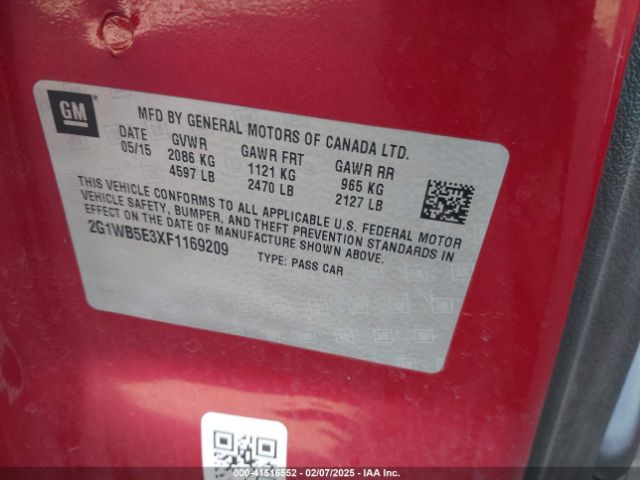 GM
MFD BY GENERAL MOTORS OF CANADA LTD.
DATE GVWR GAWR FRT GAWR RR
05/15 2086 KG 1121 KG 965 KG
4597 LB 2470 LB 2127 LB
THIS VEHICLE CONFORMS TO ALL APPLICABLE U.S. FEDERAL MOTOR
VEHICLE SAFETY, BUMPER, AND THEFT PREVENTION STANDARDS IN
EFFECT ON THE DATE OF MANUFACTURE SHOWN ABOVE.
2G1WB5E3XF1169209 TYPE: PASS CAR
Stock No: 41516552 - 02/07/2025 - IAA Inc.